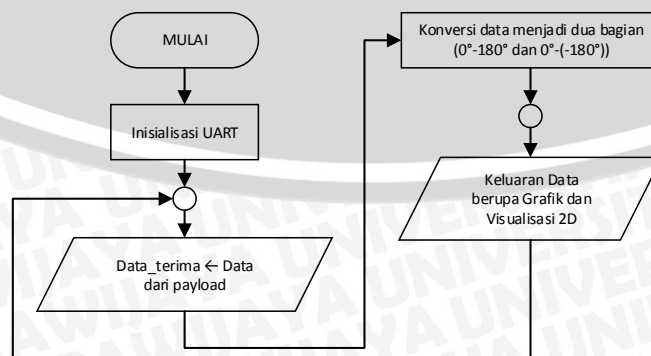 MULAI
Inisialisasi UART
Data_terima ← Data
dari payload
Konversi data menjadi dua bagian
(0°-180° dan 0°-(-180°))
Keluaran Data
berupa Grafik dan
Visualisasi 2D